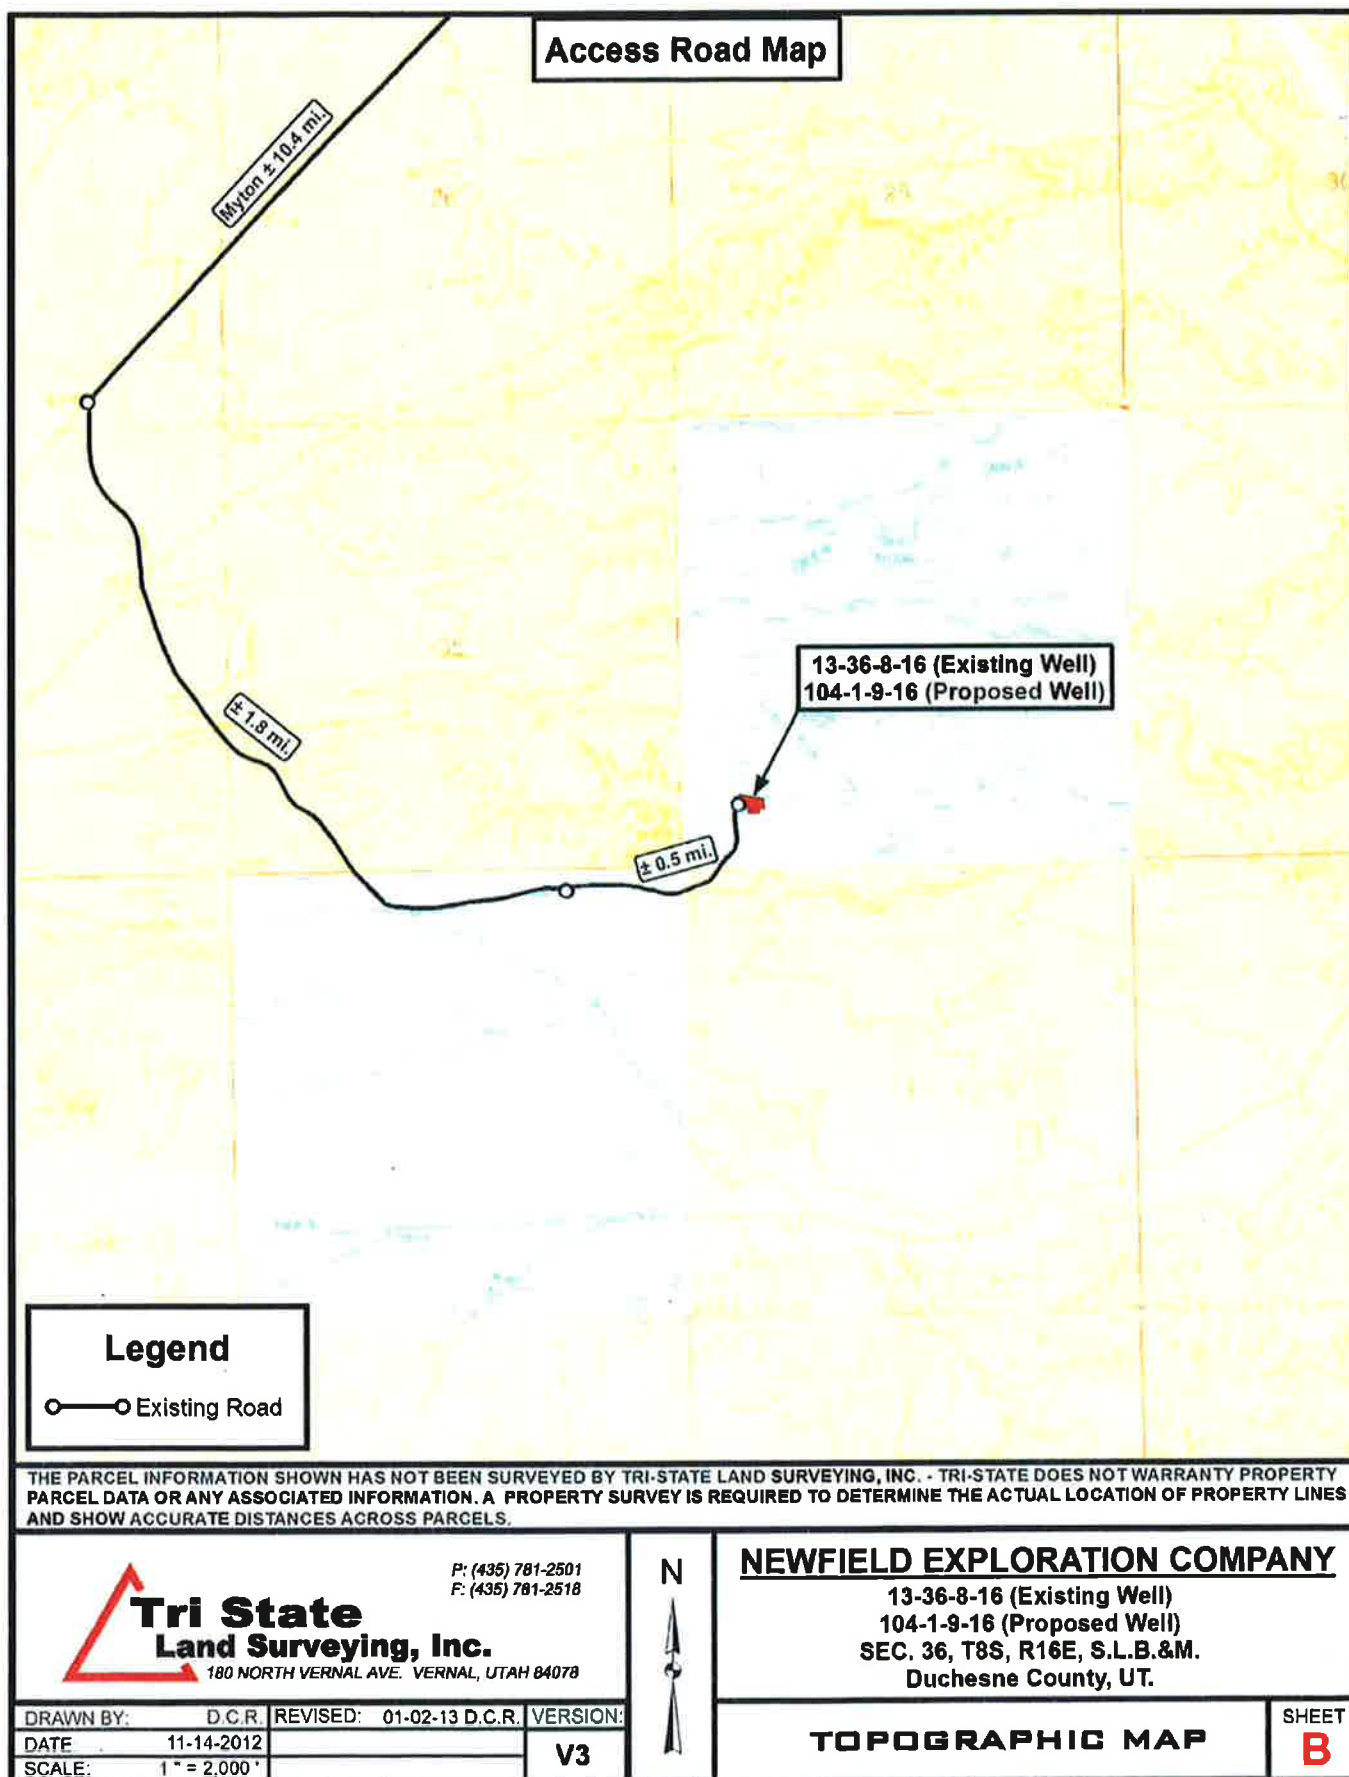 Access Road Map
Myton ± 10.4 mi.
13-36-8-16 (Existing Well)
104-1-9-16 (Proposed Well)
± 1.8 mi.
± 0.5 mi.
Legend
Existing Road
THE PARCEL INFORMATION SHOWN HAS NOT BEEN SURVEYED BY TRI-STATE LAND SURVEYING, INC. - TRI-STATE DOES NOT WARRANTY PROPERTY
PARCEL DATA OR ANY ASSOCIATED INFORMATION. A PROPERTY SURVEY IS REQUIRED TO DETERMINE THE ACTUAL LOCATION OF PROPERTY LINES
AND SHOW ACCURATE DISTANCES ACROSS PARCELS.
P: (435) 781-2501
F: (435) 781-2518
Tri State
Land Surveying, Inc.
180 NORTH VERNAL AVE. VERNAL, UTAH 84078
N
NEWFIELD EXPLORATION COMPANY
13-36-8-16 (Existing Well)
104-1-9-16 (Proposed Well)
SEC. 36, T8S, R16E, S.L.B.&M.
Duchesne County, UT.
DRAWN BY: D.C.R. REVISED: 01-02-13 D.C.R. VERSION:
DATE 11-14-2012
SCALE: 1 " = 2,000 '
V3
TOPOGRAPHIC MAP
SHEET
B